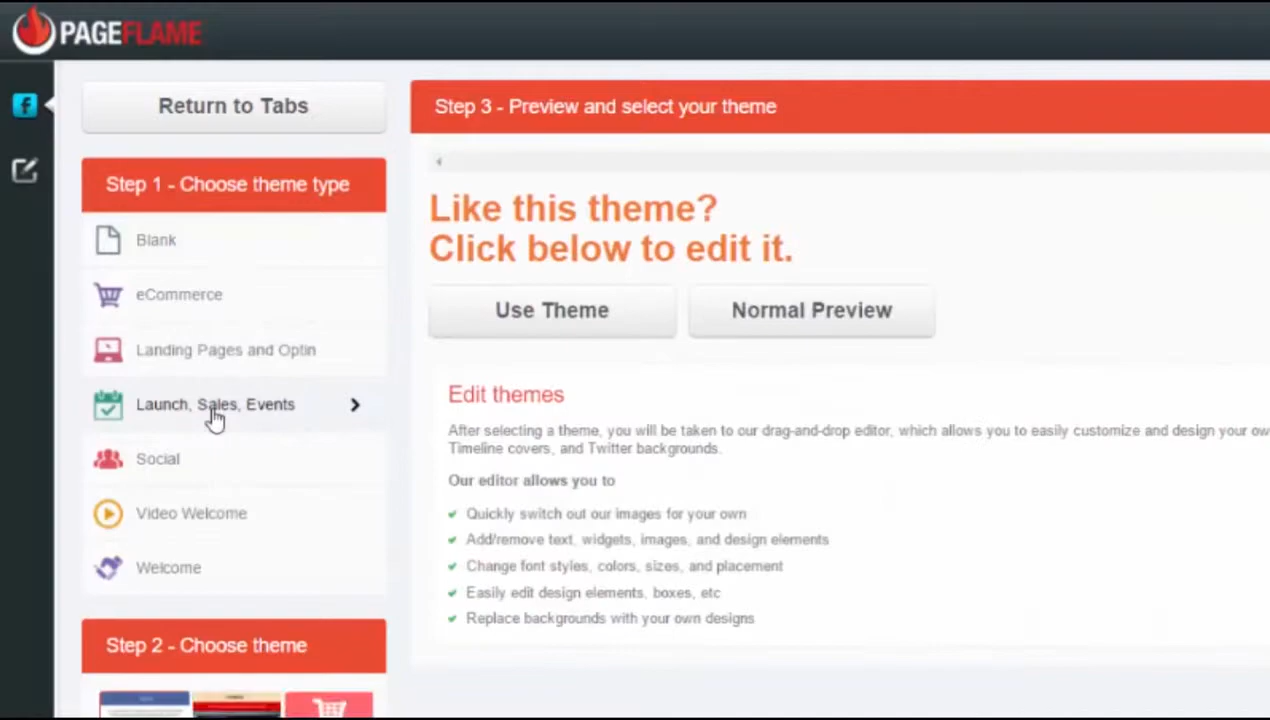 PAGEFLAME
Return to Tabs
Step 1 - Choose theme type
Blank
eCommerce
Landing Pages and Optin
Launch, Sales, Events
Social
Video Welcome
Welcome
Step 2 - Choose theme
Step 3 - Preview and select your theme
Like this theme?
Click below to edit it.
Use Theme
Normal Preview
Edit themes
After selecting a theme, you will be taken to our drag-and-drop editor, which allows you to easily customize and design your ow
Timeline covers, and Twitter backgrounds.
Our editor allows you to
Quickly switch out our images for your own
Add/remove text, widgets, images, and design elements
Change font styles, colors, sizes, and placement
Easily edit design elements, boxes, etc
Replace backgrounds with your own designs